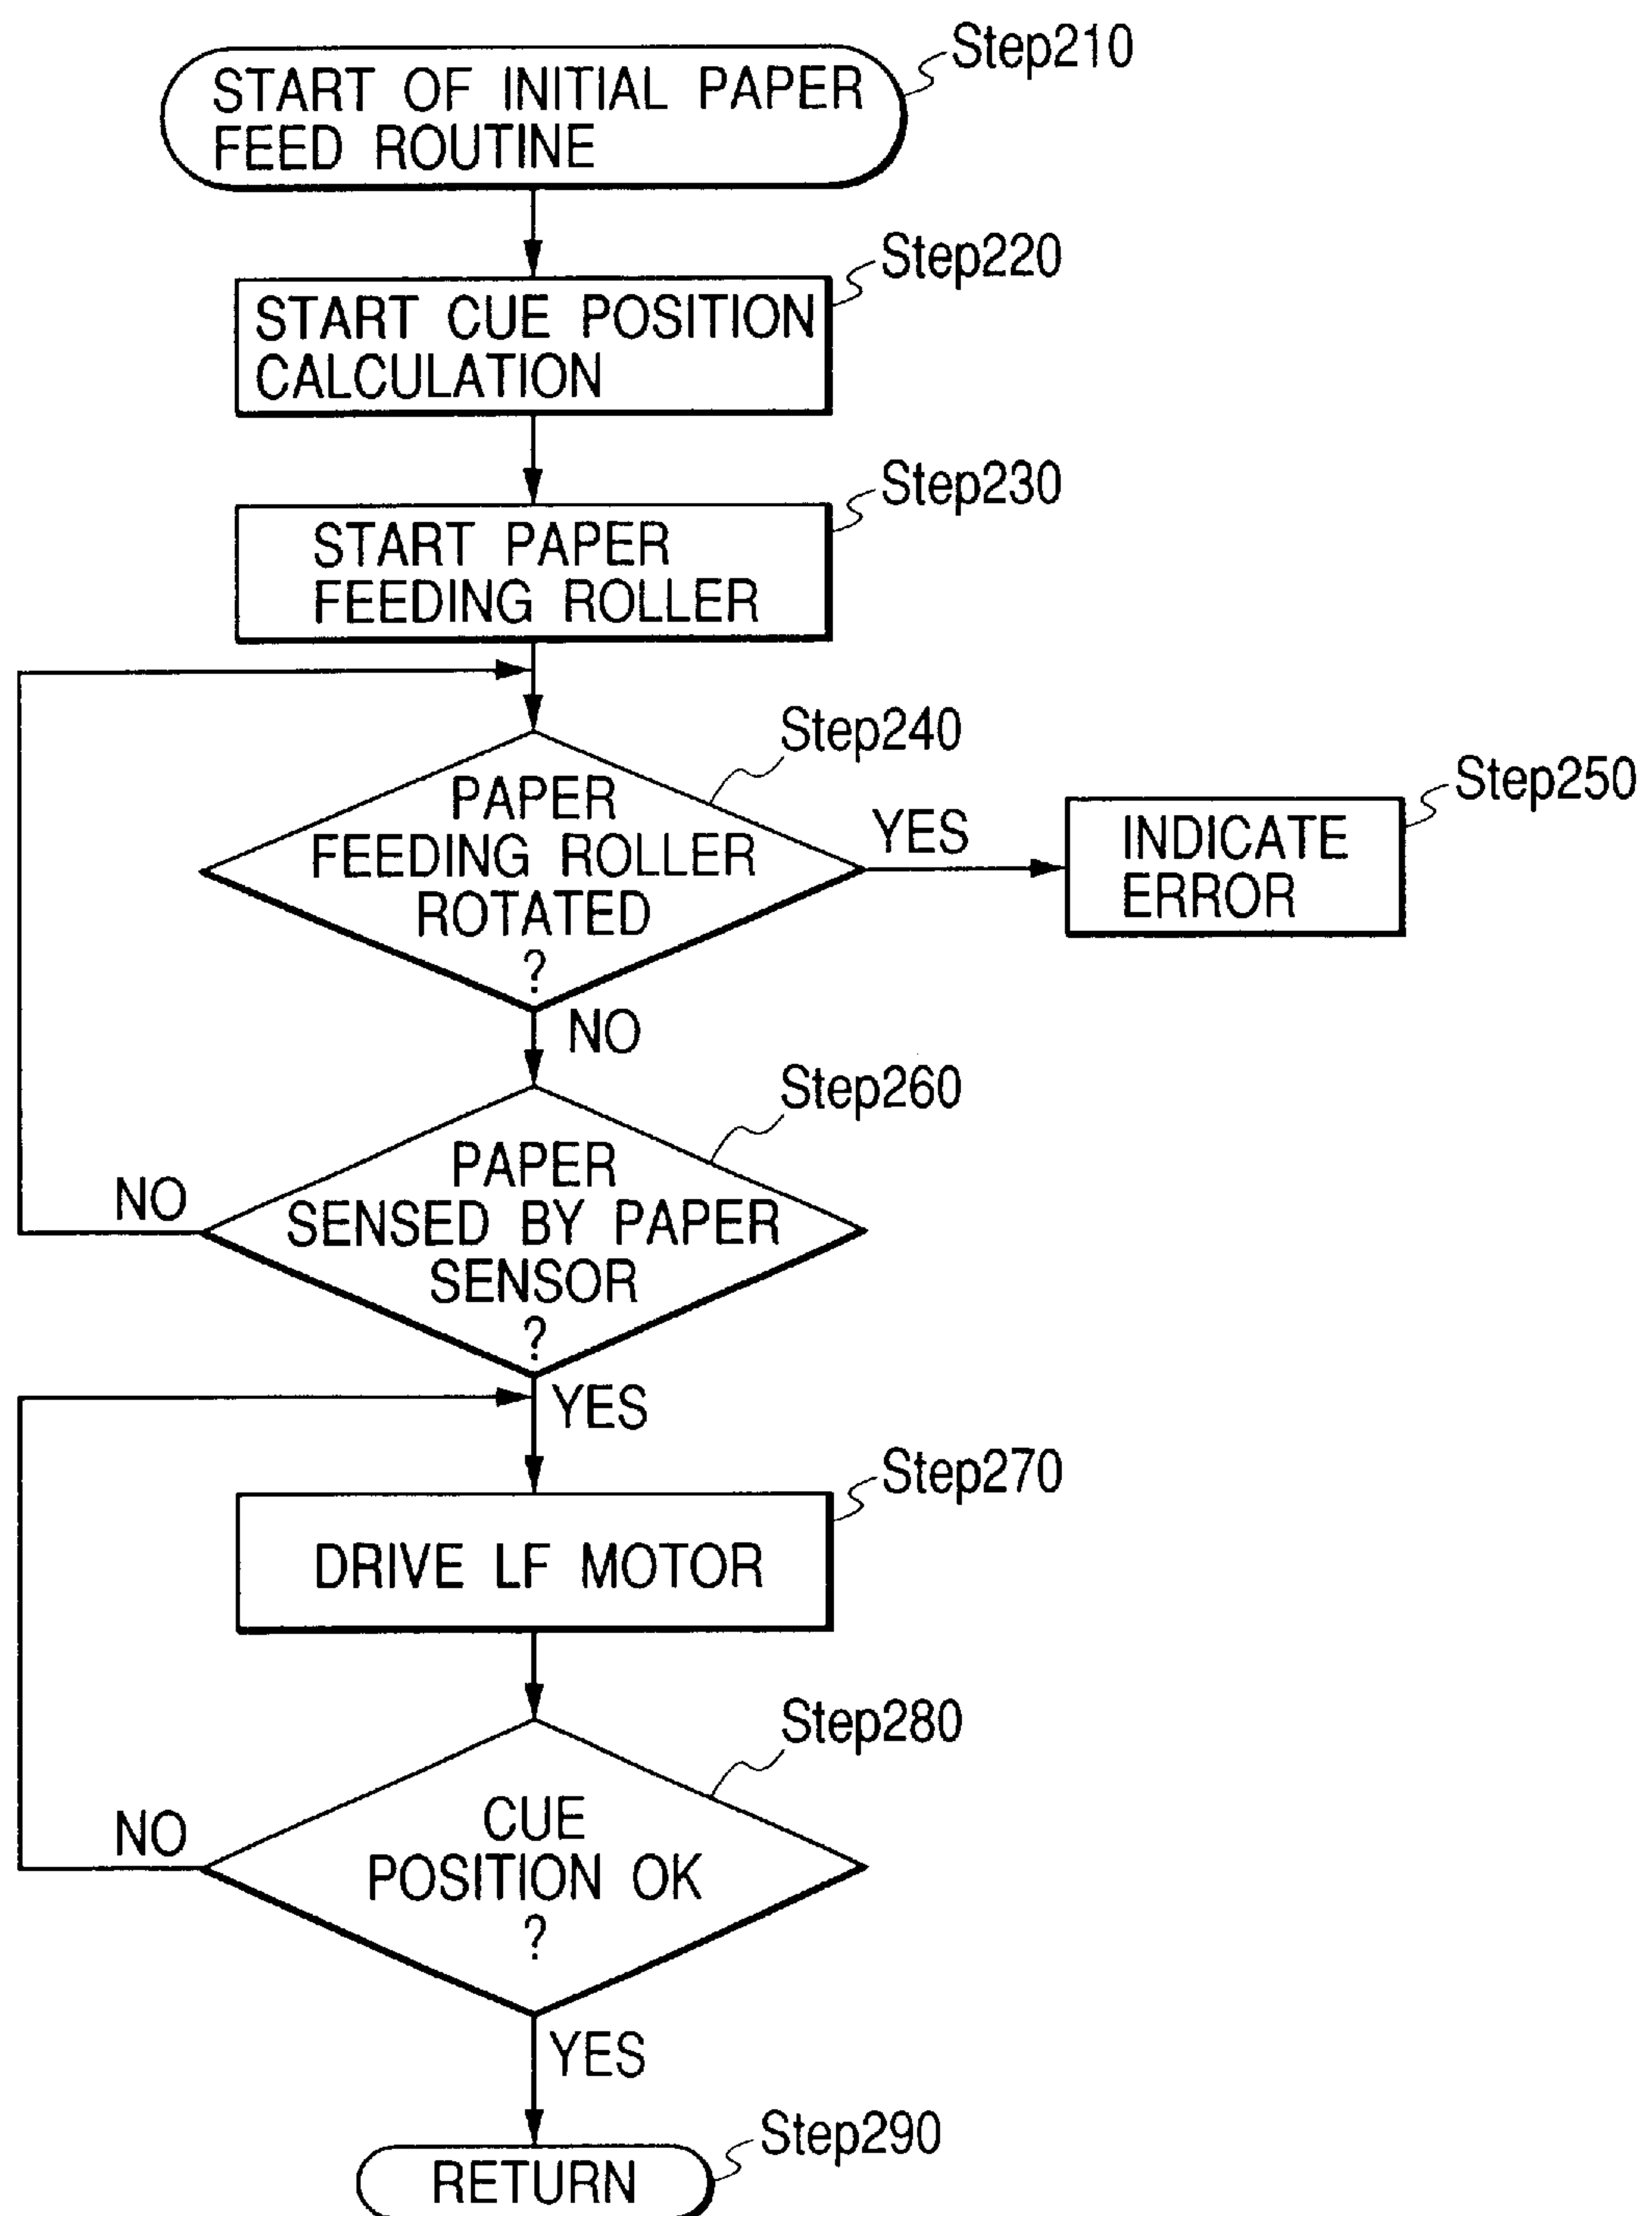 Step210
START OF INITIAL PAPER
FEED ROUTINE
Step220
START CUE POSITION
CALCULATION
Step230
START PAPER
FEEDING ROLLER
Step240
PAPER
FEEDING ROLLER
ROTATED
?
YES
Step250
INDICATE
ERROR
NO
Step260
PAPER
SENSED BY PAPER
SENSOR
?
NO
YES
Step270
DRIVE LF MOTOR
Step280
CUE
POSITION OK
?
NO
YES
Step290
RETURN